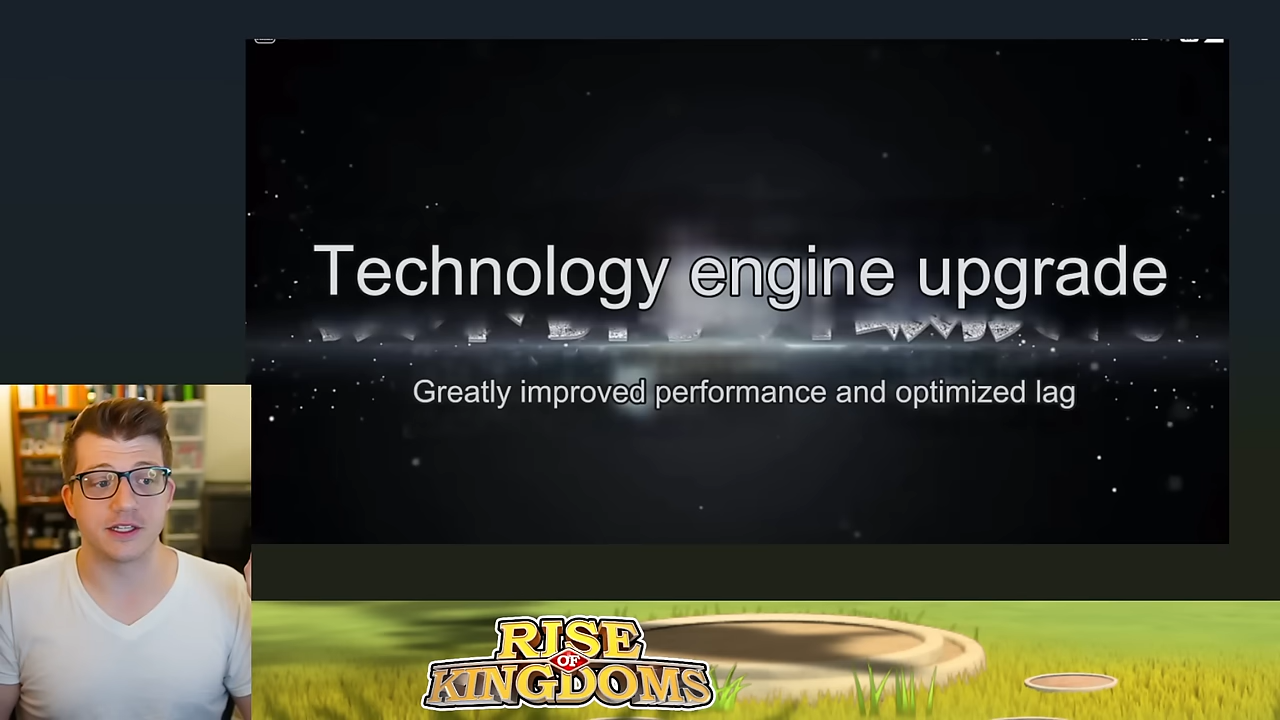 Technology engine upgrade
Greatly improved performance and optimized lag
RISE
OF
KINGDOMS